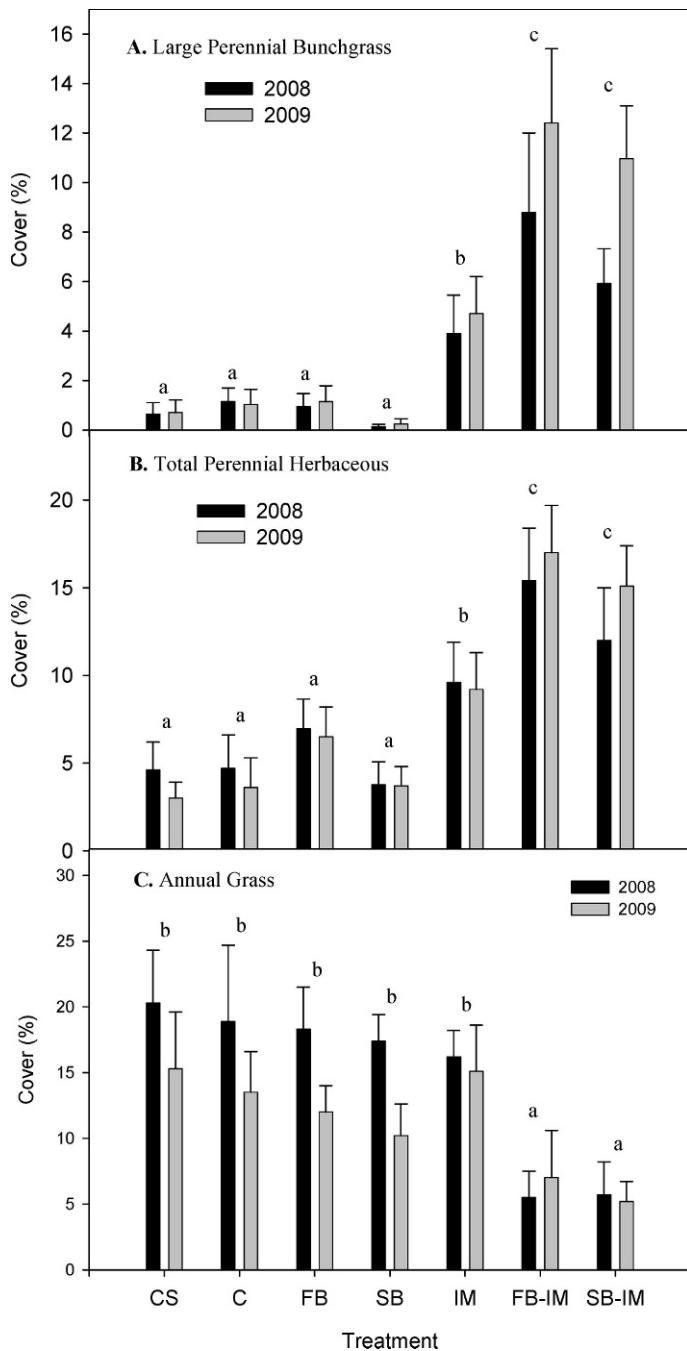 A. Large Perennial Bunchgrass
2008
2009
Cover (%)
16
14
12
10
8
6
4
2
0
a
a
a
a
b
c
c
B. Total Perennial Herbaceous
2008
2009
Cover (%)
20
15
10
5
0
a
a
a
a
b
c
c
C. Annual Grass
2008
2009
Cover (%)
30
25
20
15
10
5
0
b
b
b
b
b
a
a
CS C FB SB IM FB-IM SB-IM
Treatment